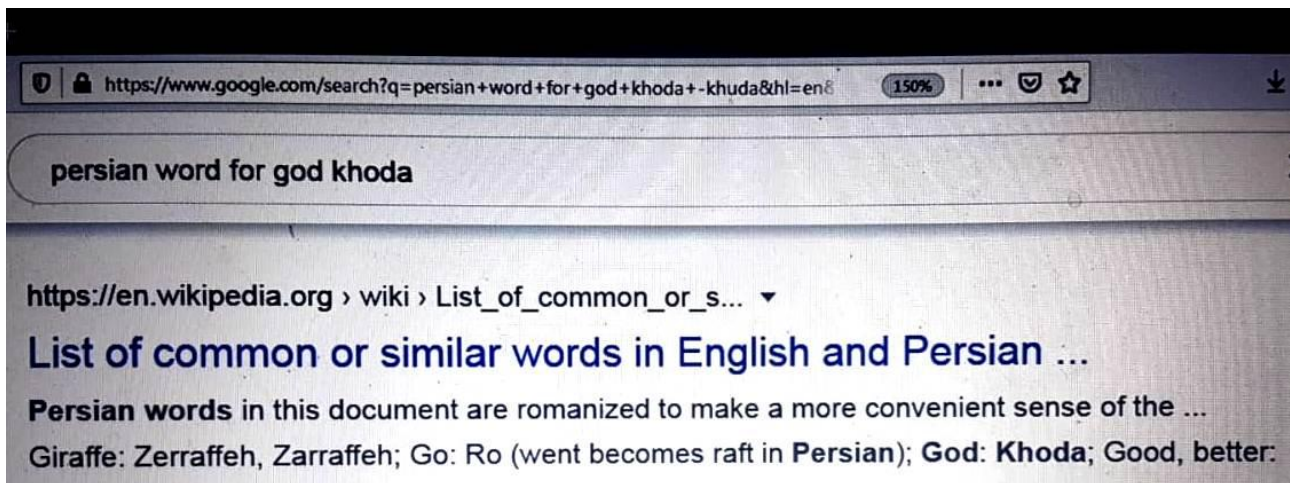 https://www.google.com/search?q=persian+word+for+god+khoda+-khuda&hl=en& 150%
persian word for god khoda
https://en.wikipedia.org › wiki › List_of_common_or_s...
List of common or similar words in English and Persian ...
Persian words in this document are romanized to make a more convenient sense of the ...
Giraffe: Zerraffeh, Zarraffeh; Go: Ro (went becomes raft in Persian); God: Khoda; Good, better: